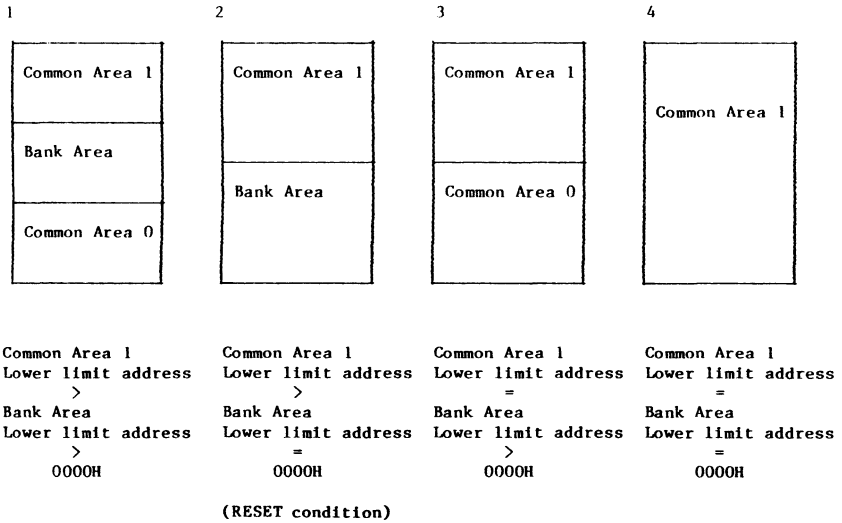 1 2 3 4
Common Area 1 Common Area 1 Common Area 1
Common Area 1
Bank Area
Bank Area Common Area 0
Common Area 0
Common Area 1 Common Area 1 Common Area 1 Common Area 1
Lower limit address Lower limit address Lower limit address Lower limit address
> > = =
Bank Area Bank Area Bank Area Bank Area
Lower limit address Lower limit address Lower limit address Lower limit address
> = > =
0000H 0000H 0000H 0000H
(RESET condition)